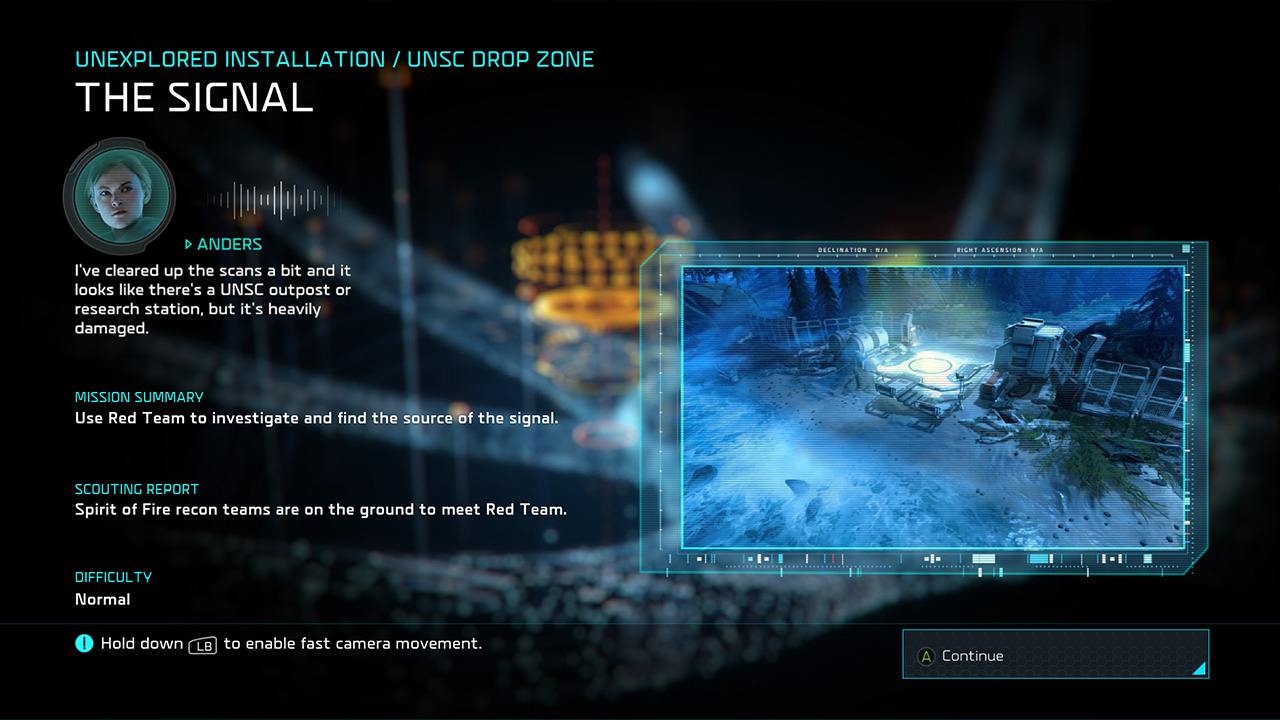 UNEXPLORED INSTALLATION / UNSC DROP ZONE
THE SIGNAL
ANDERS
I've cleared up the scans a bit and it
looks like there's a UNSC outpost or
research station, but it's heavily
damaged.
DECLINATION : N/A
RIGHT ASCENSION : N/A
MISSION SUMMARY
Use Red Team to investigate and find the source of the signal.
SCOUTING REPORT
Spirit of Fire recon teams are on the ground to meet Red Team.
DIFFICULTY
Normal
! Hold down LB to enable fast camera movement.
A Continue